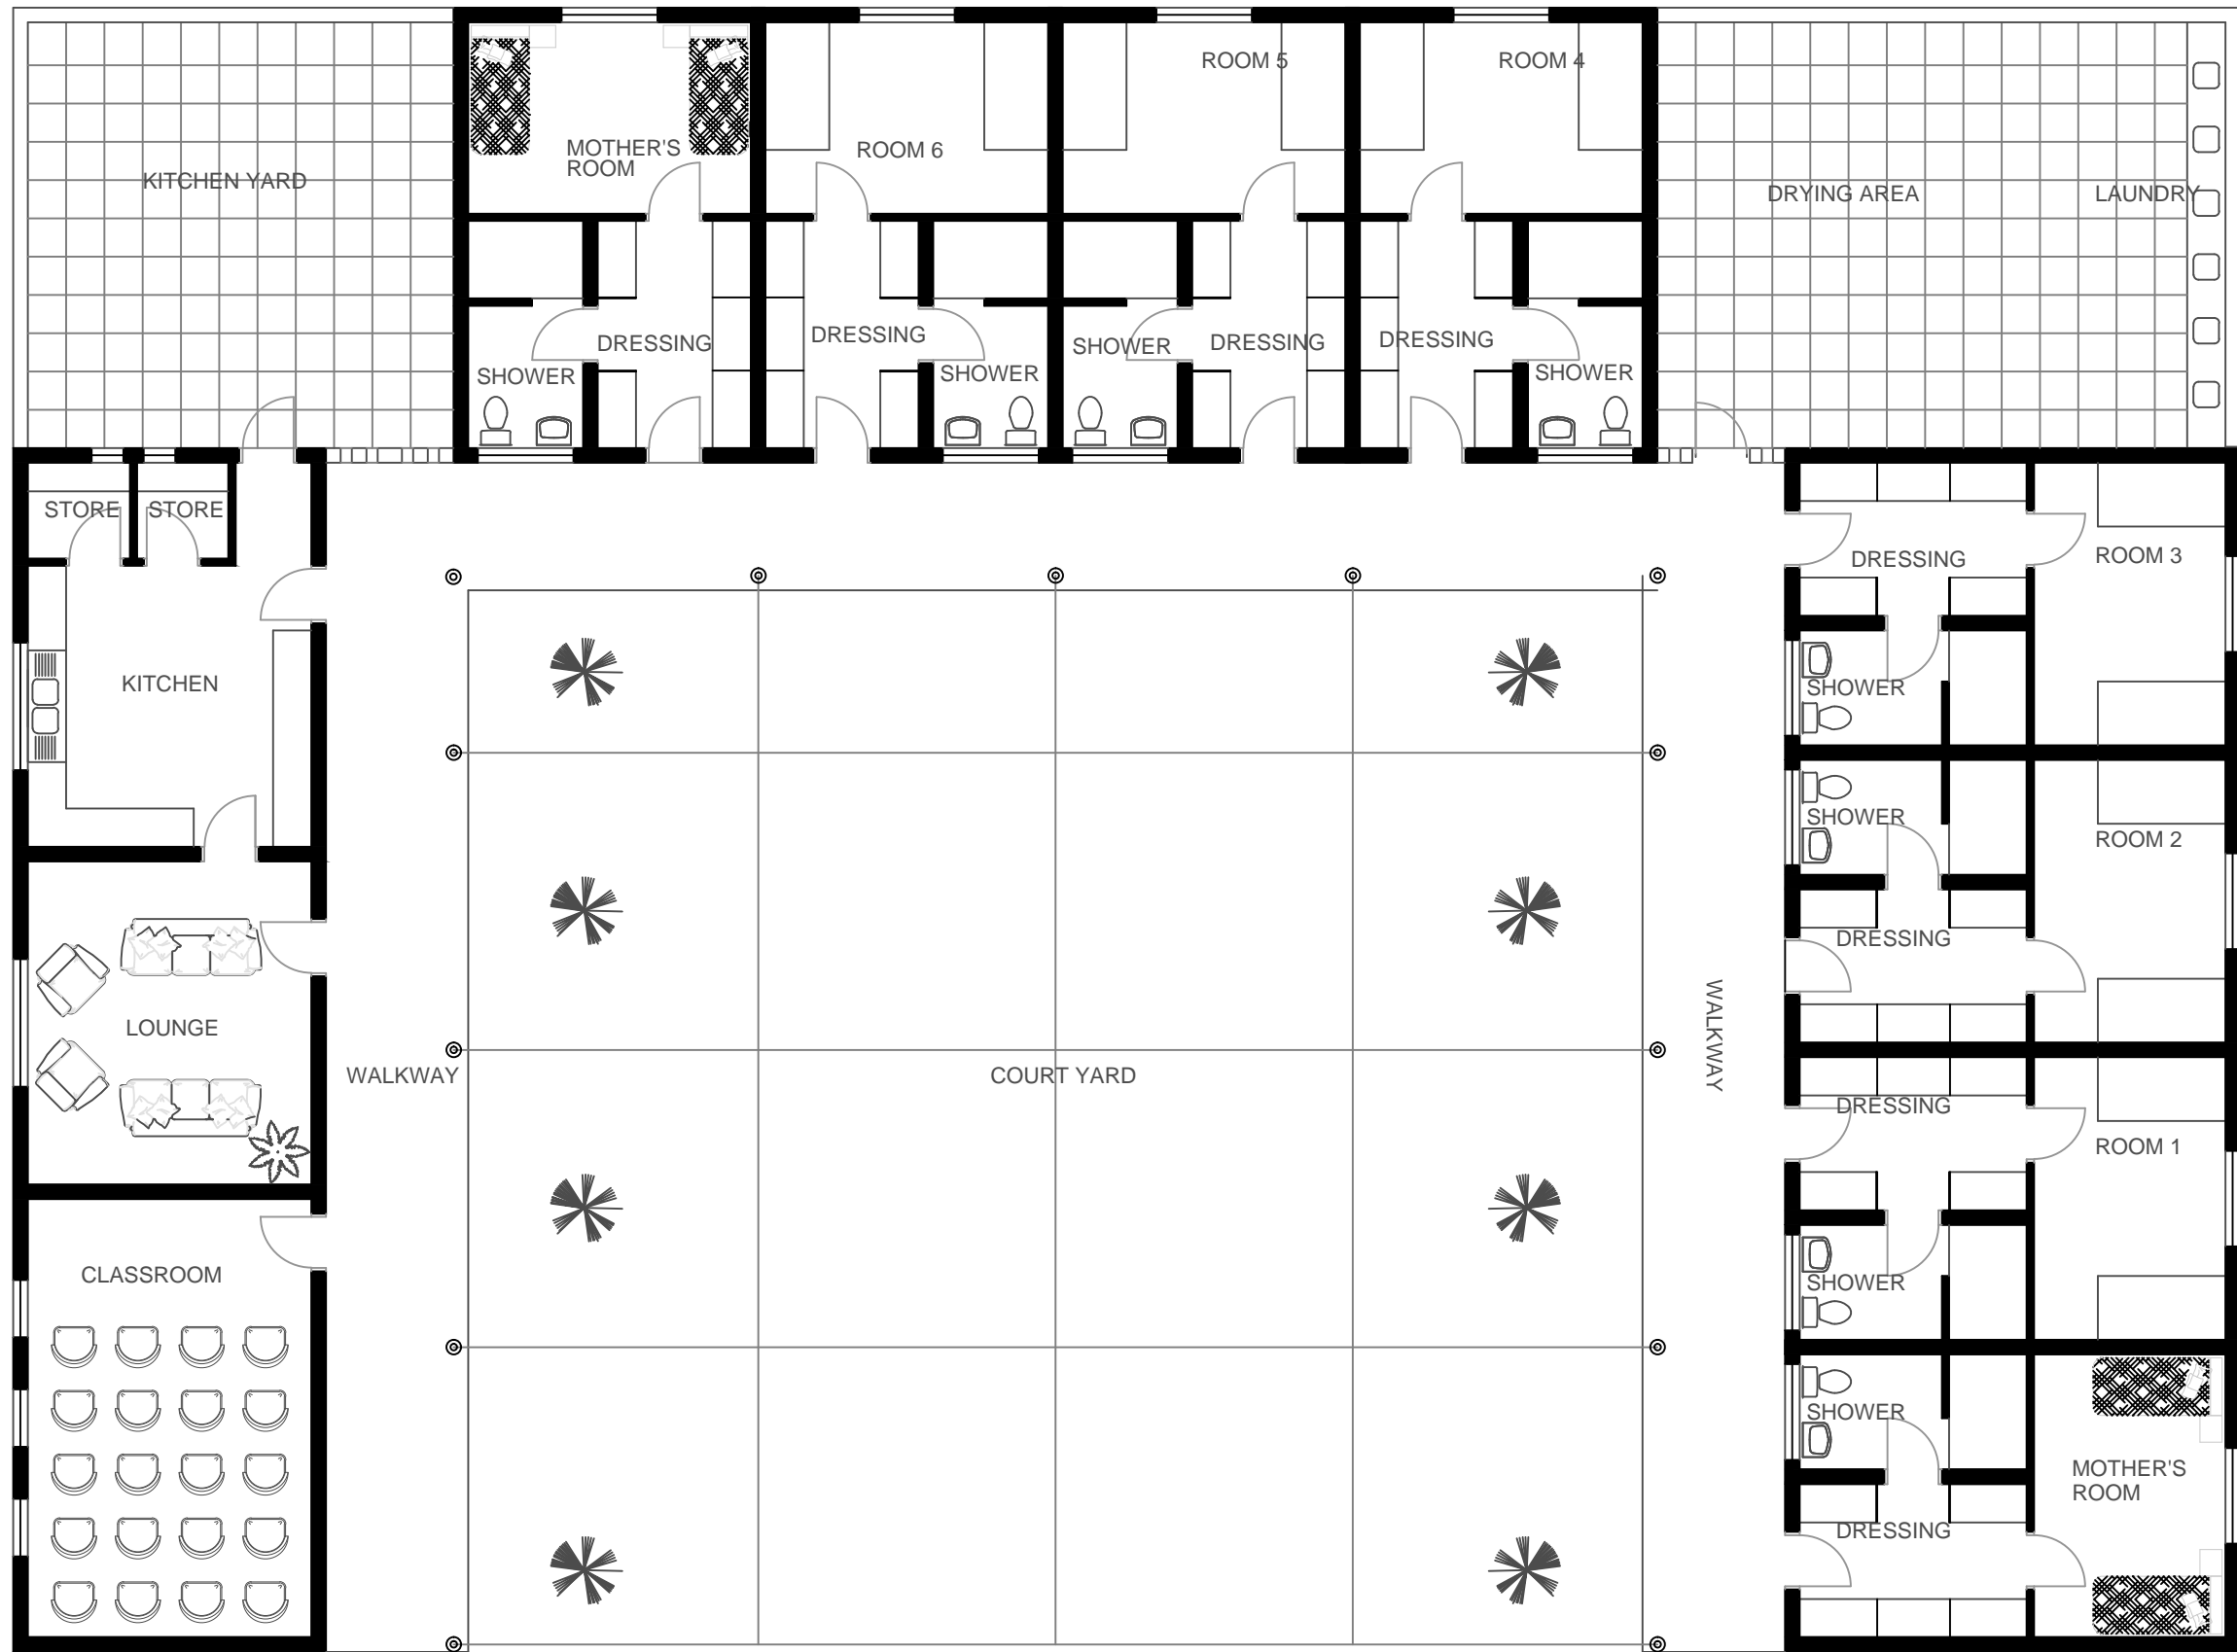 ROOM 5
ROOM 4
MOTHER'S
ROOM
ROOM 6
KITCHEN YARD
DRYING AREA
LAUNDRY
DRESSING
DRESSING
SHOWER
DRESSING
DRESSING
SHOWER
SHOWER
SHOWER
STORE
STORE
DRESSING
ROOM 3
KITCHEN
SHOWER
SHOWER
ROOM 2
DRESSING
LOUNGE
WALKWAY
WALKWAY
COURT YARD
DRESSING
ROOM 1
CLASSROOM
SHOWER
SHOWER
MOTHER'S
ROOM
DRESSING